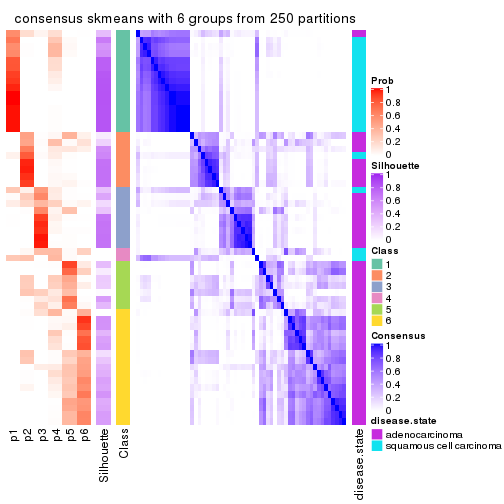 consensus skmeans with 6 groups from 250 partitions
Prob
1
0.8
0.6
0.4
0.2
0
Silhouette
1
0.8
0.6
0.4
0.2
0
Class
1
2
3
4
5
6
Consensus
1
0.8
0.6
0.4
0.2
0
disease.state
adenocarcinoma
squamous cell carcinoma
p1
p2
p3
p4
p5
p6
Silhouette
Class
disease.state